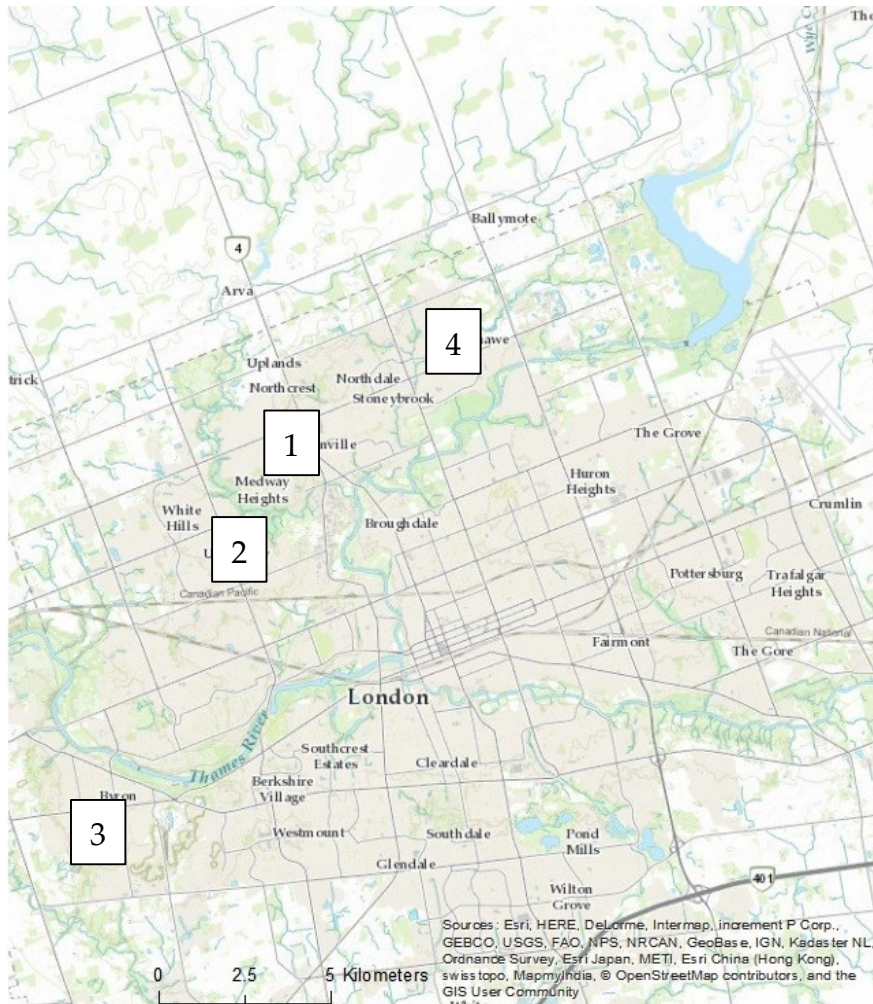 The
Wye C
Ballymote
4
Arva
4
nawe
Uplands
trick
Northcrest
Northdale
Stoneybrook
1
nville
The Grove
Medway
Heights
Huron
Heights
White
Hills
Crumlin
Broughdale
2
Canadian Pacific
Pottersburg
Trafalgar
Heights
Canadian National
Fairmont
The Gore
London
Thames River
Southcrest
Estates
Cleardale
Berkshire
Village
Byron
3
Westmount
Southdale
Pond
Mills
Glendale
401
Wilton
Grove
Sources: Esri, HERE, DeLorme, Intermap, increment P Corp.,
GEBCO, USGS, FAO, NPS, NRCAN, GeoBase, IGN, Kadaster NL,
Ordnance Survey, Esri Japan, METI, Esri China (Hong Kong),
swisstopo, MapmyIndia, © OpenStreetMap contributors, and the
GIS User Community
0 2.5 5 Kilometers